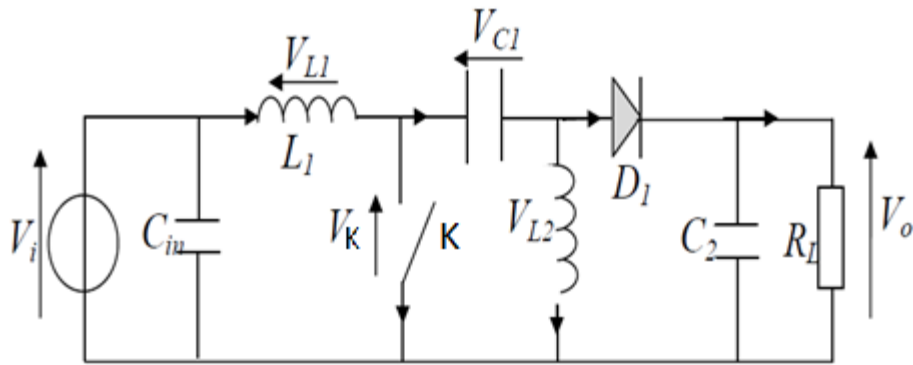 V_C1
V_L1
L_1
D_1
V_i
C_in
V_K
K
V_L2
C_2
R_L
V_o